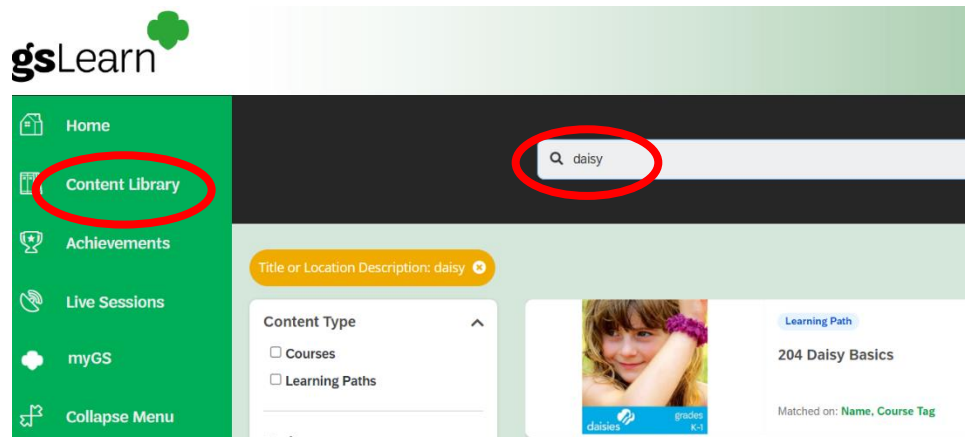 gsLearn
Home
Content Library
Achievements
Live Sessions
myGS
Collapse Menu
daisy
Title or Location Description: daisy
Content Type
Courses
Learning Paths
daisies
grades
K-1
Learning Path
204 Daisy Basics
Matched on: Name, Course Tag